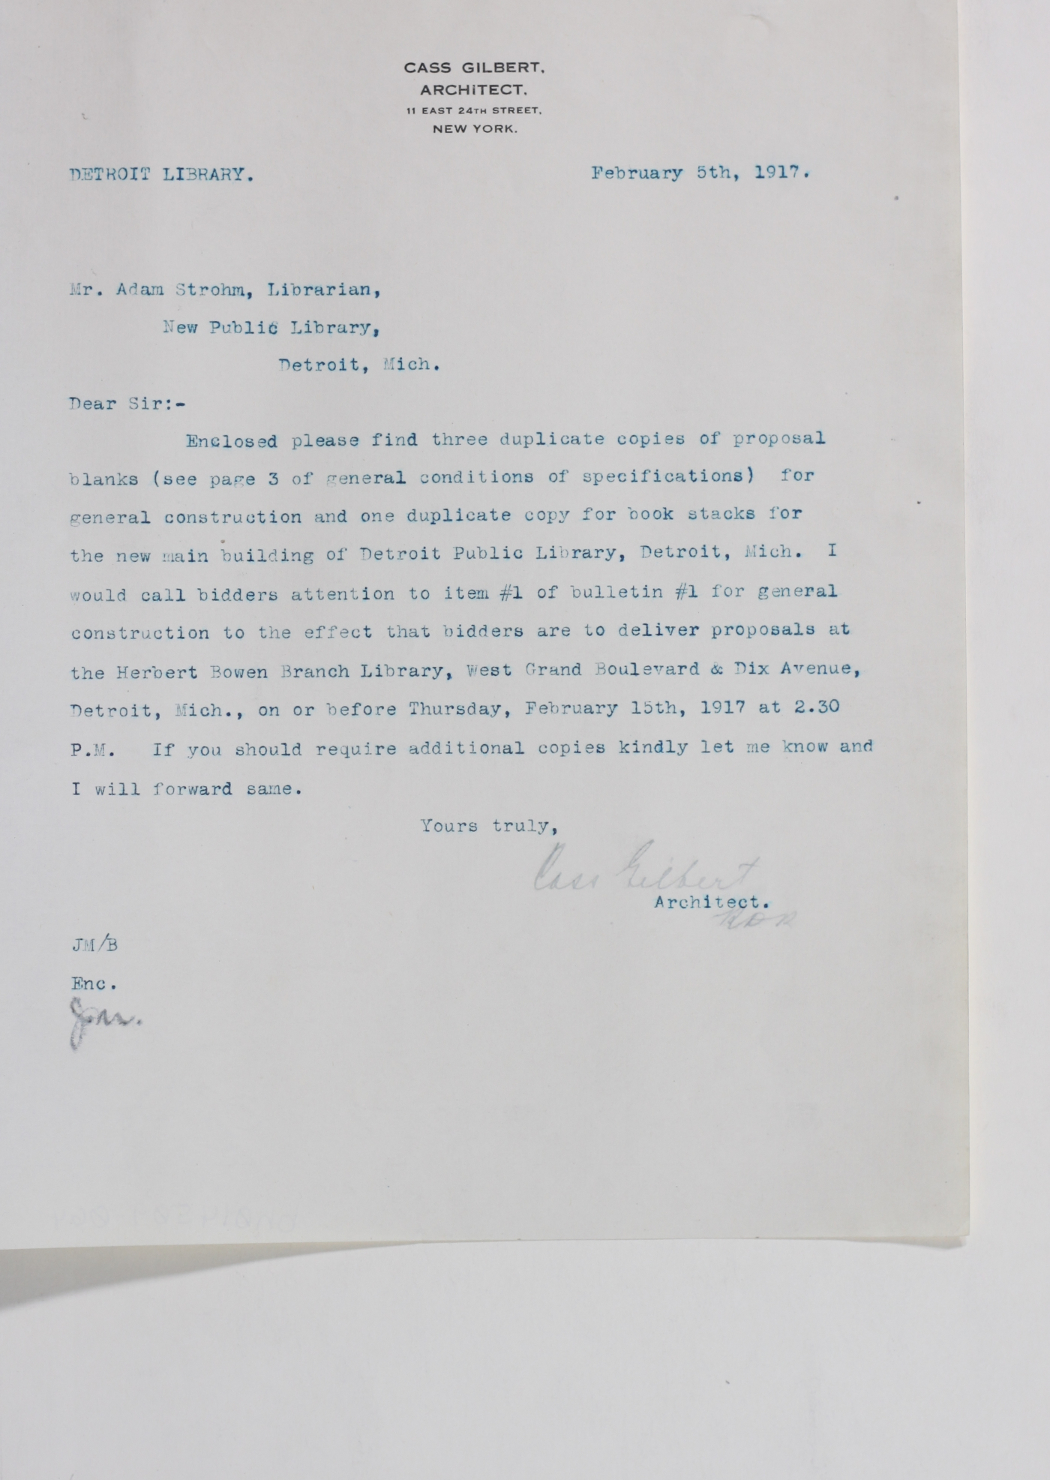 CASS GILBERT,
ARCHITECT.
11 EAST 24TH STREET,
NEW YORK.
DETROIT LIBRARY. February 5th, 1917.
Mr. Adam Strohm, Librarian,
New Public Library,
Detroit, Mich.
Dear Sir:-
Enclosed please find three duplicate copies of proposal
blanks (see page 3 of general conditions of specifications) for
general construction and one duplicate copy for book stacks for
the new main building of Detroit Public Library, Detroit, Mich. I
would call bidders attention to item #1 of bulletin #1 for general
construction to the effect that bidders are to deliver proposals at
the Herbert Bowen Branch Library, West Grand Boulevard & Dix Avenue,
Detroit, Mich., on or before Thursday, February 15th, 1917 at 2.30
P.M. If you should require additional copies kindly let me know and
I will forward same.
Yours truly,
Cass Gilbert
Architect.
JM/B
Enc.